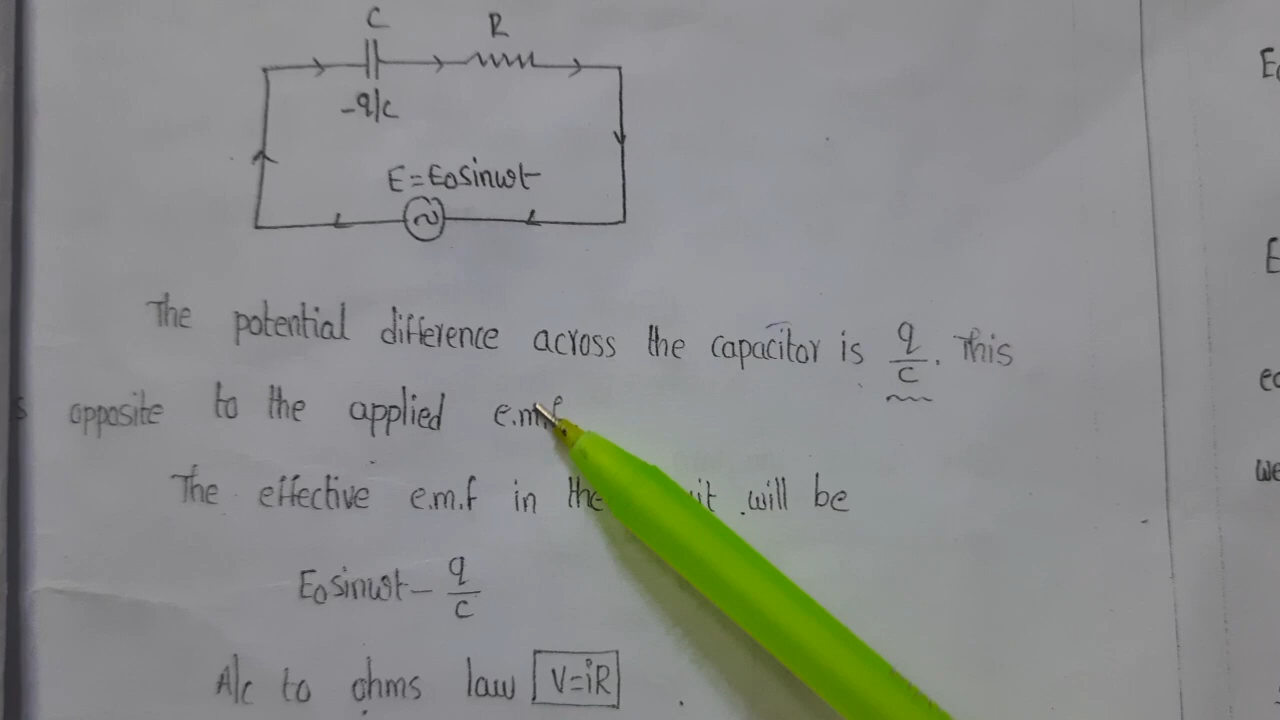 C R
-q/c
E=E0sinωt
The potential difference across the capacitor is q/c. This
s opposite to the applied e.m.f
The effective e.m.f in the will be
E0sinωt - q/c
A/c to ohms law V=iR